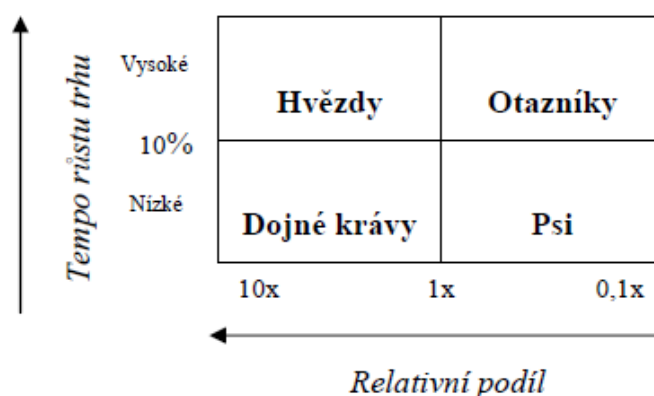 Tempo růstu trhu
Vysoké
Hvězdy Otazníky
10%
Nízké
Dojné krávy Psi
10x 1x 0,1x
Relativní podíl